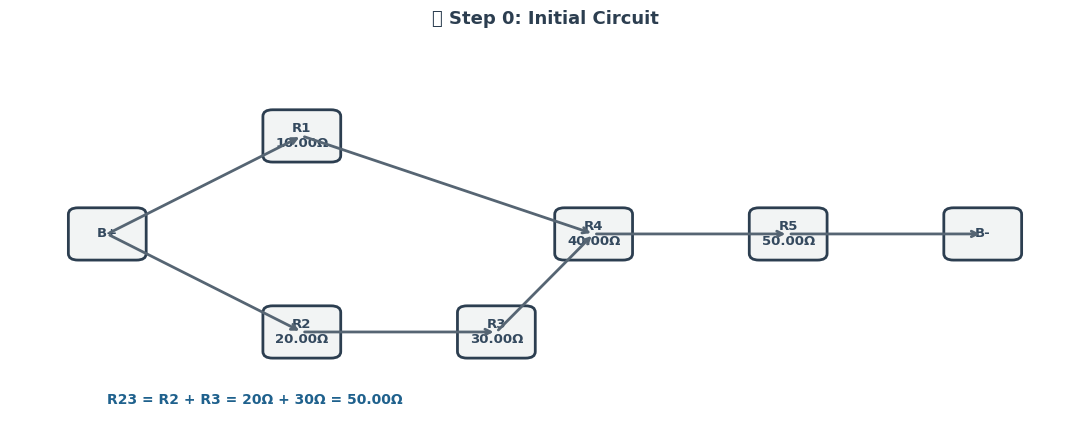 Step 0: Initial Circuit
R1
10.00Ω
B+
R4
40.00Ω
R5
50.00Ω
B-
R2
20.00Ω
R3
30.00Ω
R23 = R2 + R3 = 20Ω + 30Ω = 50.00Ω